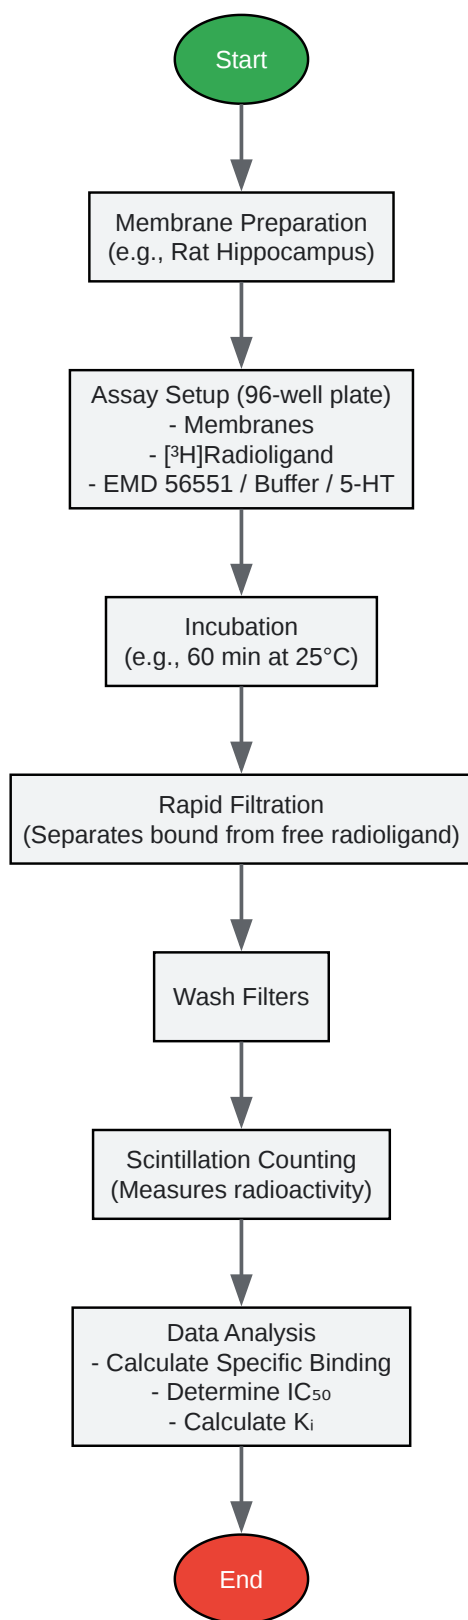 Start
Membrane Preparation
(e.g., Rat Hippocampus)
Assay Setup (96-well plate)
- Membranes
- [³H]Radioligand
- EMD 56551 / Buffer / 5-HT
Incubation
(e.g., 60 min at 25°C)
Rapid Filtration
(Separates bound from free radioligand)
Wash Filters
Scintillation Counting
(Measures radioactivity)
Data Analysis
- Calculate Specific Binding
- Determine IC₅₀
- Calculate Kᵢ
End